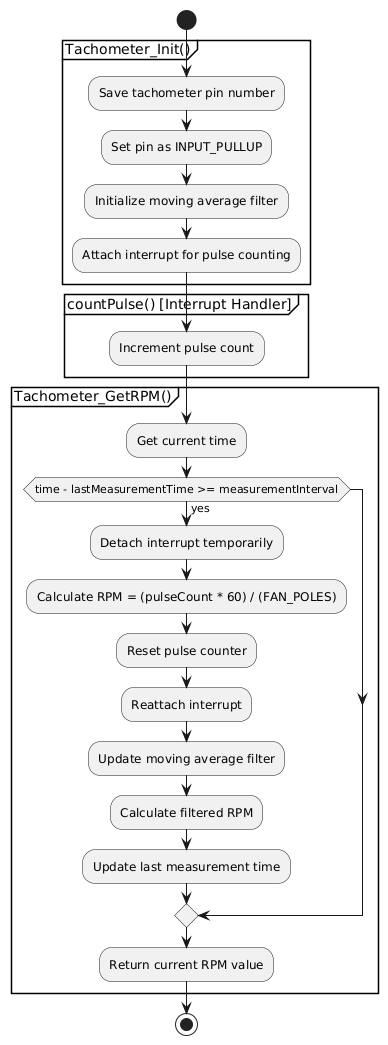 Tachometer_Init()
Save tachometer pin number
Set pin as INPUT_PULLUP
Initialize moving average filter
Attach interrupt for pulse counting
countPulse() [Interrupt Handler]
Increment pulse count
Tachometer_GetRPM()
Get current time
time - lastMeasurementTime >= measurementInterval
yes
Detach interrupt temporarily
Calculate RPM = (pulseCount * 60) / (FAN_POLES)
Reset pulse counter
Reattach interrupt
Update moving average filter
Calculate filtered RPM
Update last measurement time
Return current RPM value